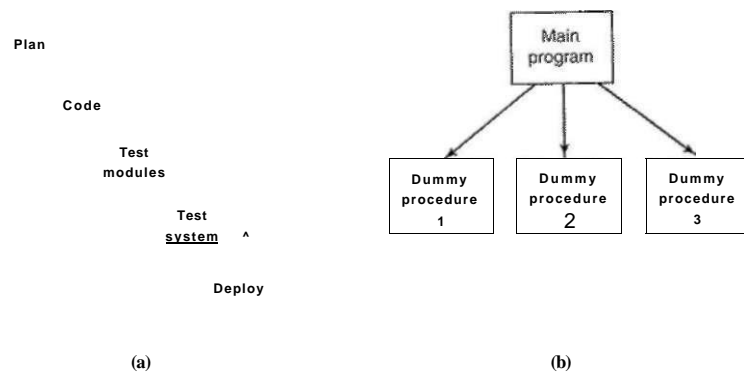 Plan
Code
Test
modules
Test
system ^
Deploy
(a)
Main
program
Dummy
procedure
1
Dummy
procedure
2
Dummy
procedure
3
(b)